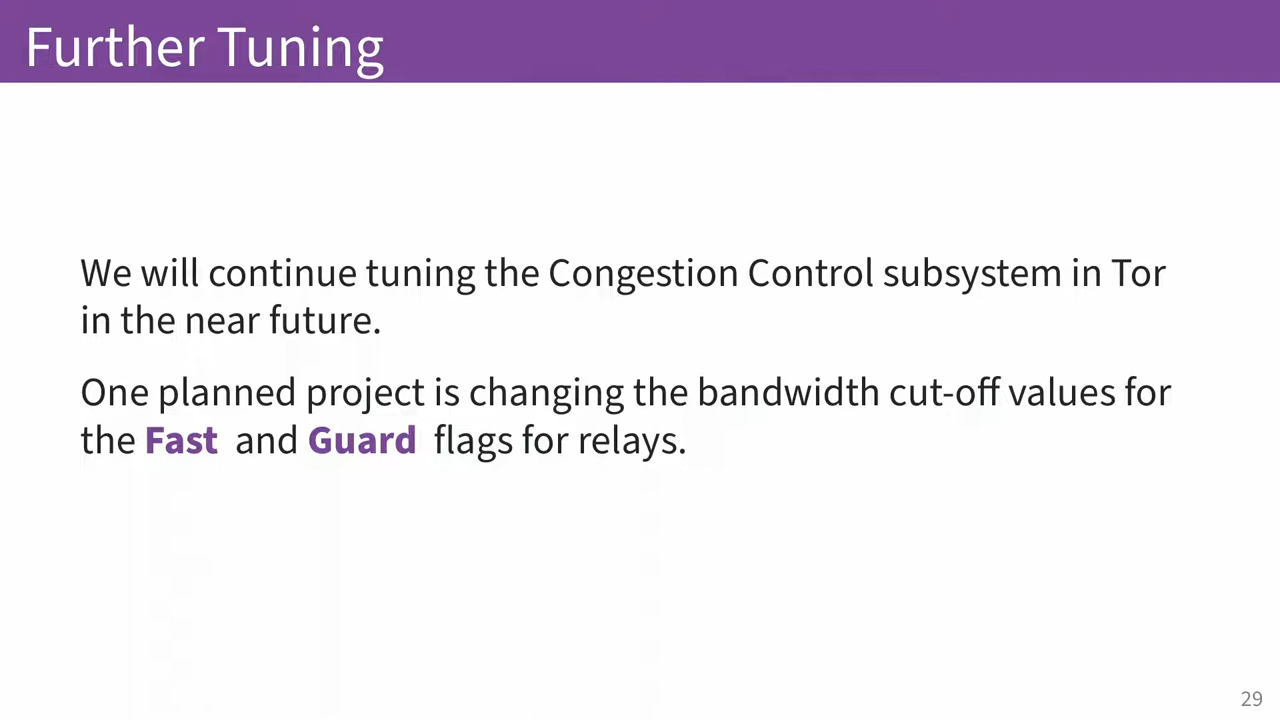 Further Tuning
We will continue tuning the Congestion Control subsystem in Tor
in the near future.
One planned project is changing the bandwidth cut-off values for
the Fast and Guard flags for relays.
29